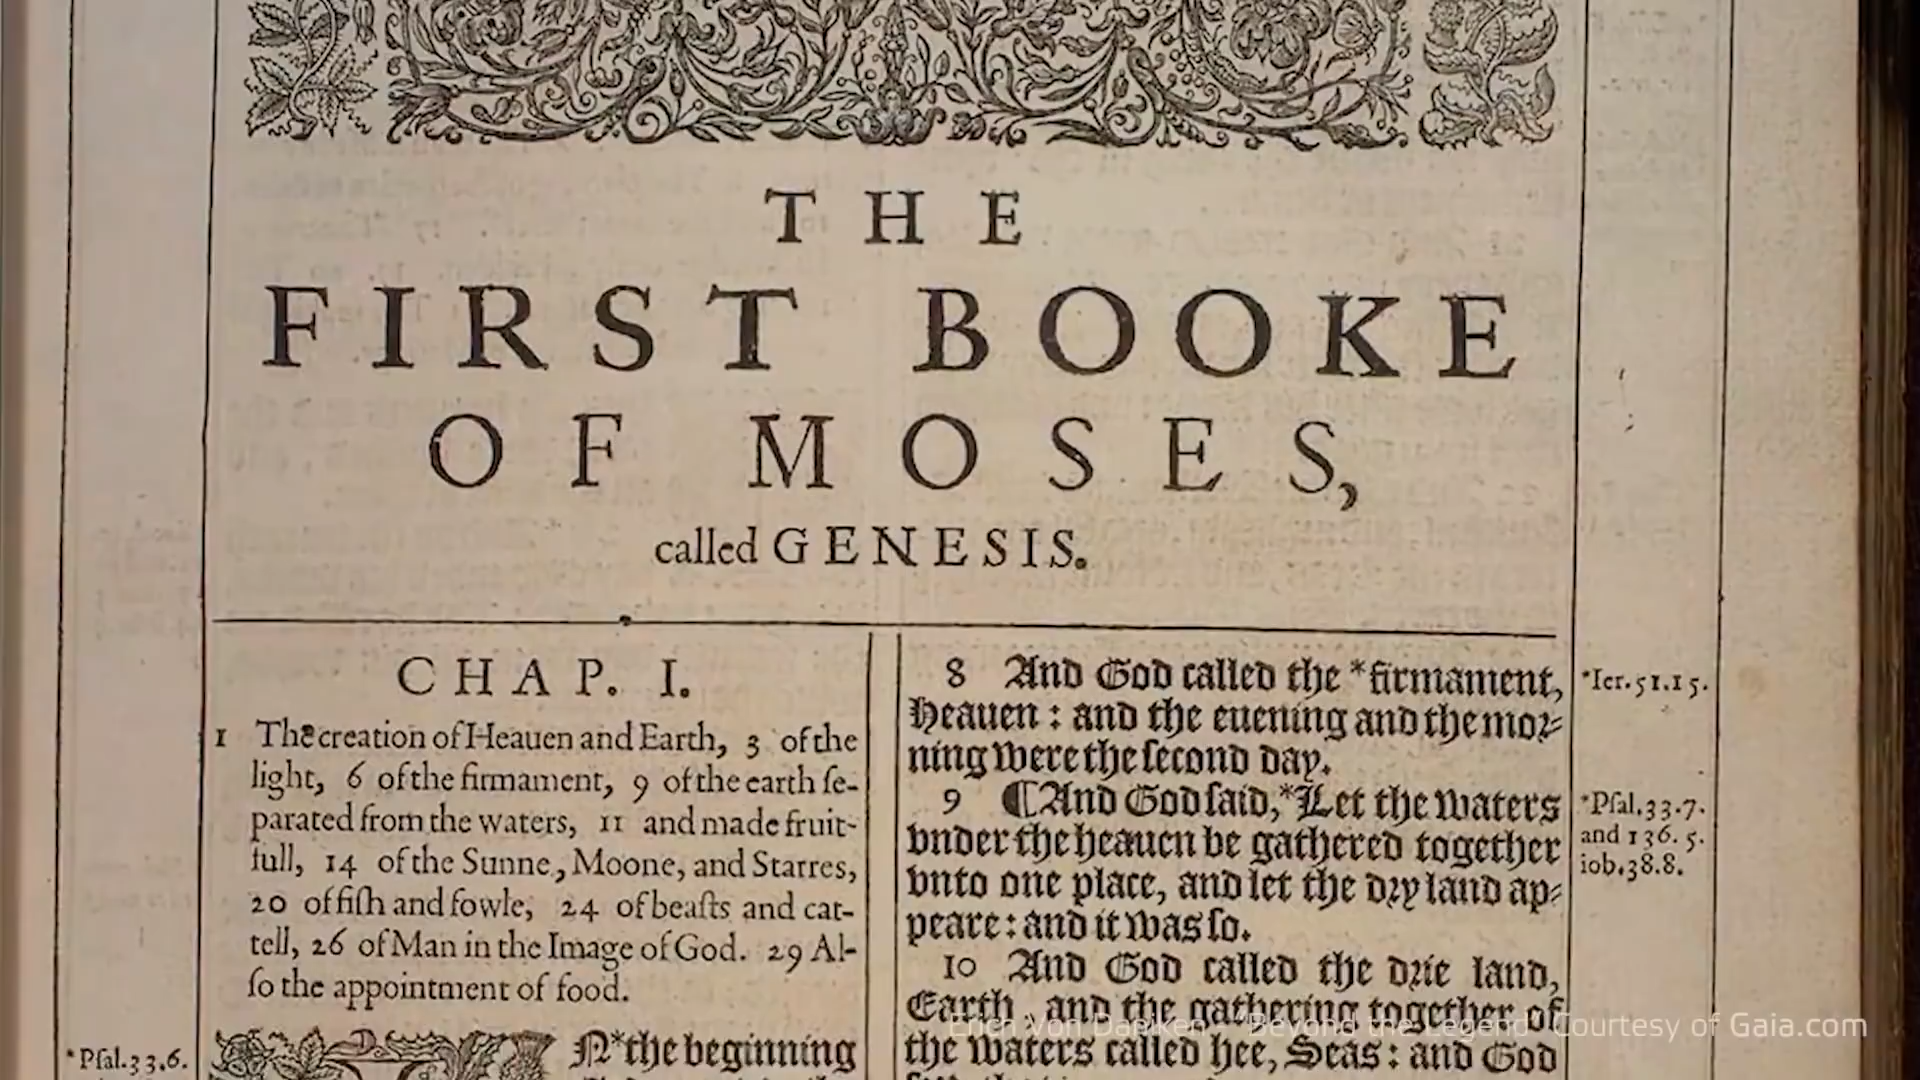 THE
FIRST BOOKE
OF MOSES,
called GENESIS.
CHAP. I.
1 The creation of Heauen and Earth, 3 of the
light, 6 of the firmament, 9 of the earth ſe-
parated from the waters, 11 and made fruit-
full, 14 of the Sunne, Moone, and Starres,
20 of fiſh and fowle, 24 of beaſts and cat-
tell, 26 of Man in the Image of God. 29 Al-
ſo the appointment of food.
*Pſal.33.6.
N*the beginning
8 And God called the *firmament,
Heauen : and the euening and the mor-
ning were the ſecond day.
9 ¶And God ſaid,*Let the waters
vnder the heauen be gathered together
vnto one place, and let the dry land ap-
peare : and it was ſo.
10 And God called the drie land,
Earth, and the gathering together of
the waters called hee, Seas : and God
*Ier.51.15.
*Pſal.33.7.
and 136.5.
iob.38.8.
Erich von Daniken - "Beyond the Legend" Courtesy of Gaia.com